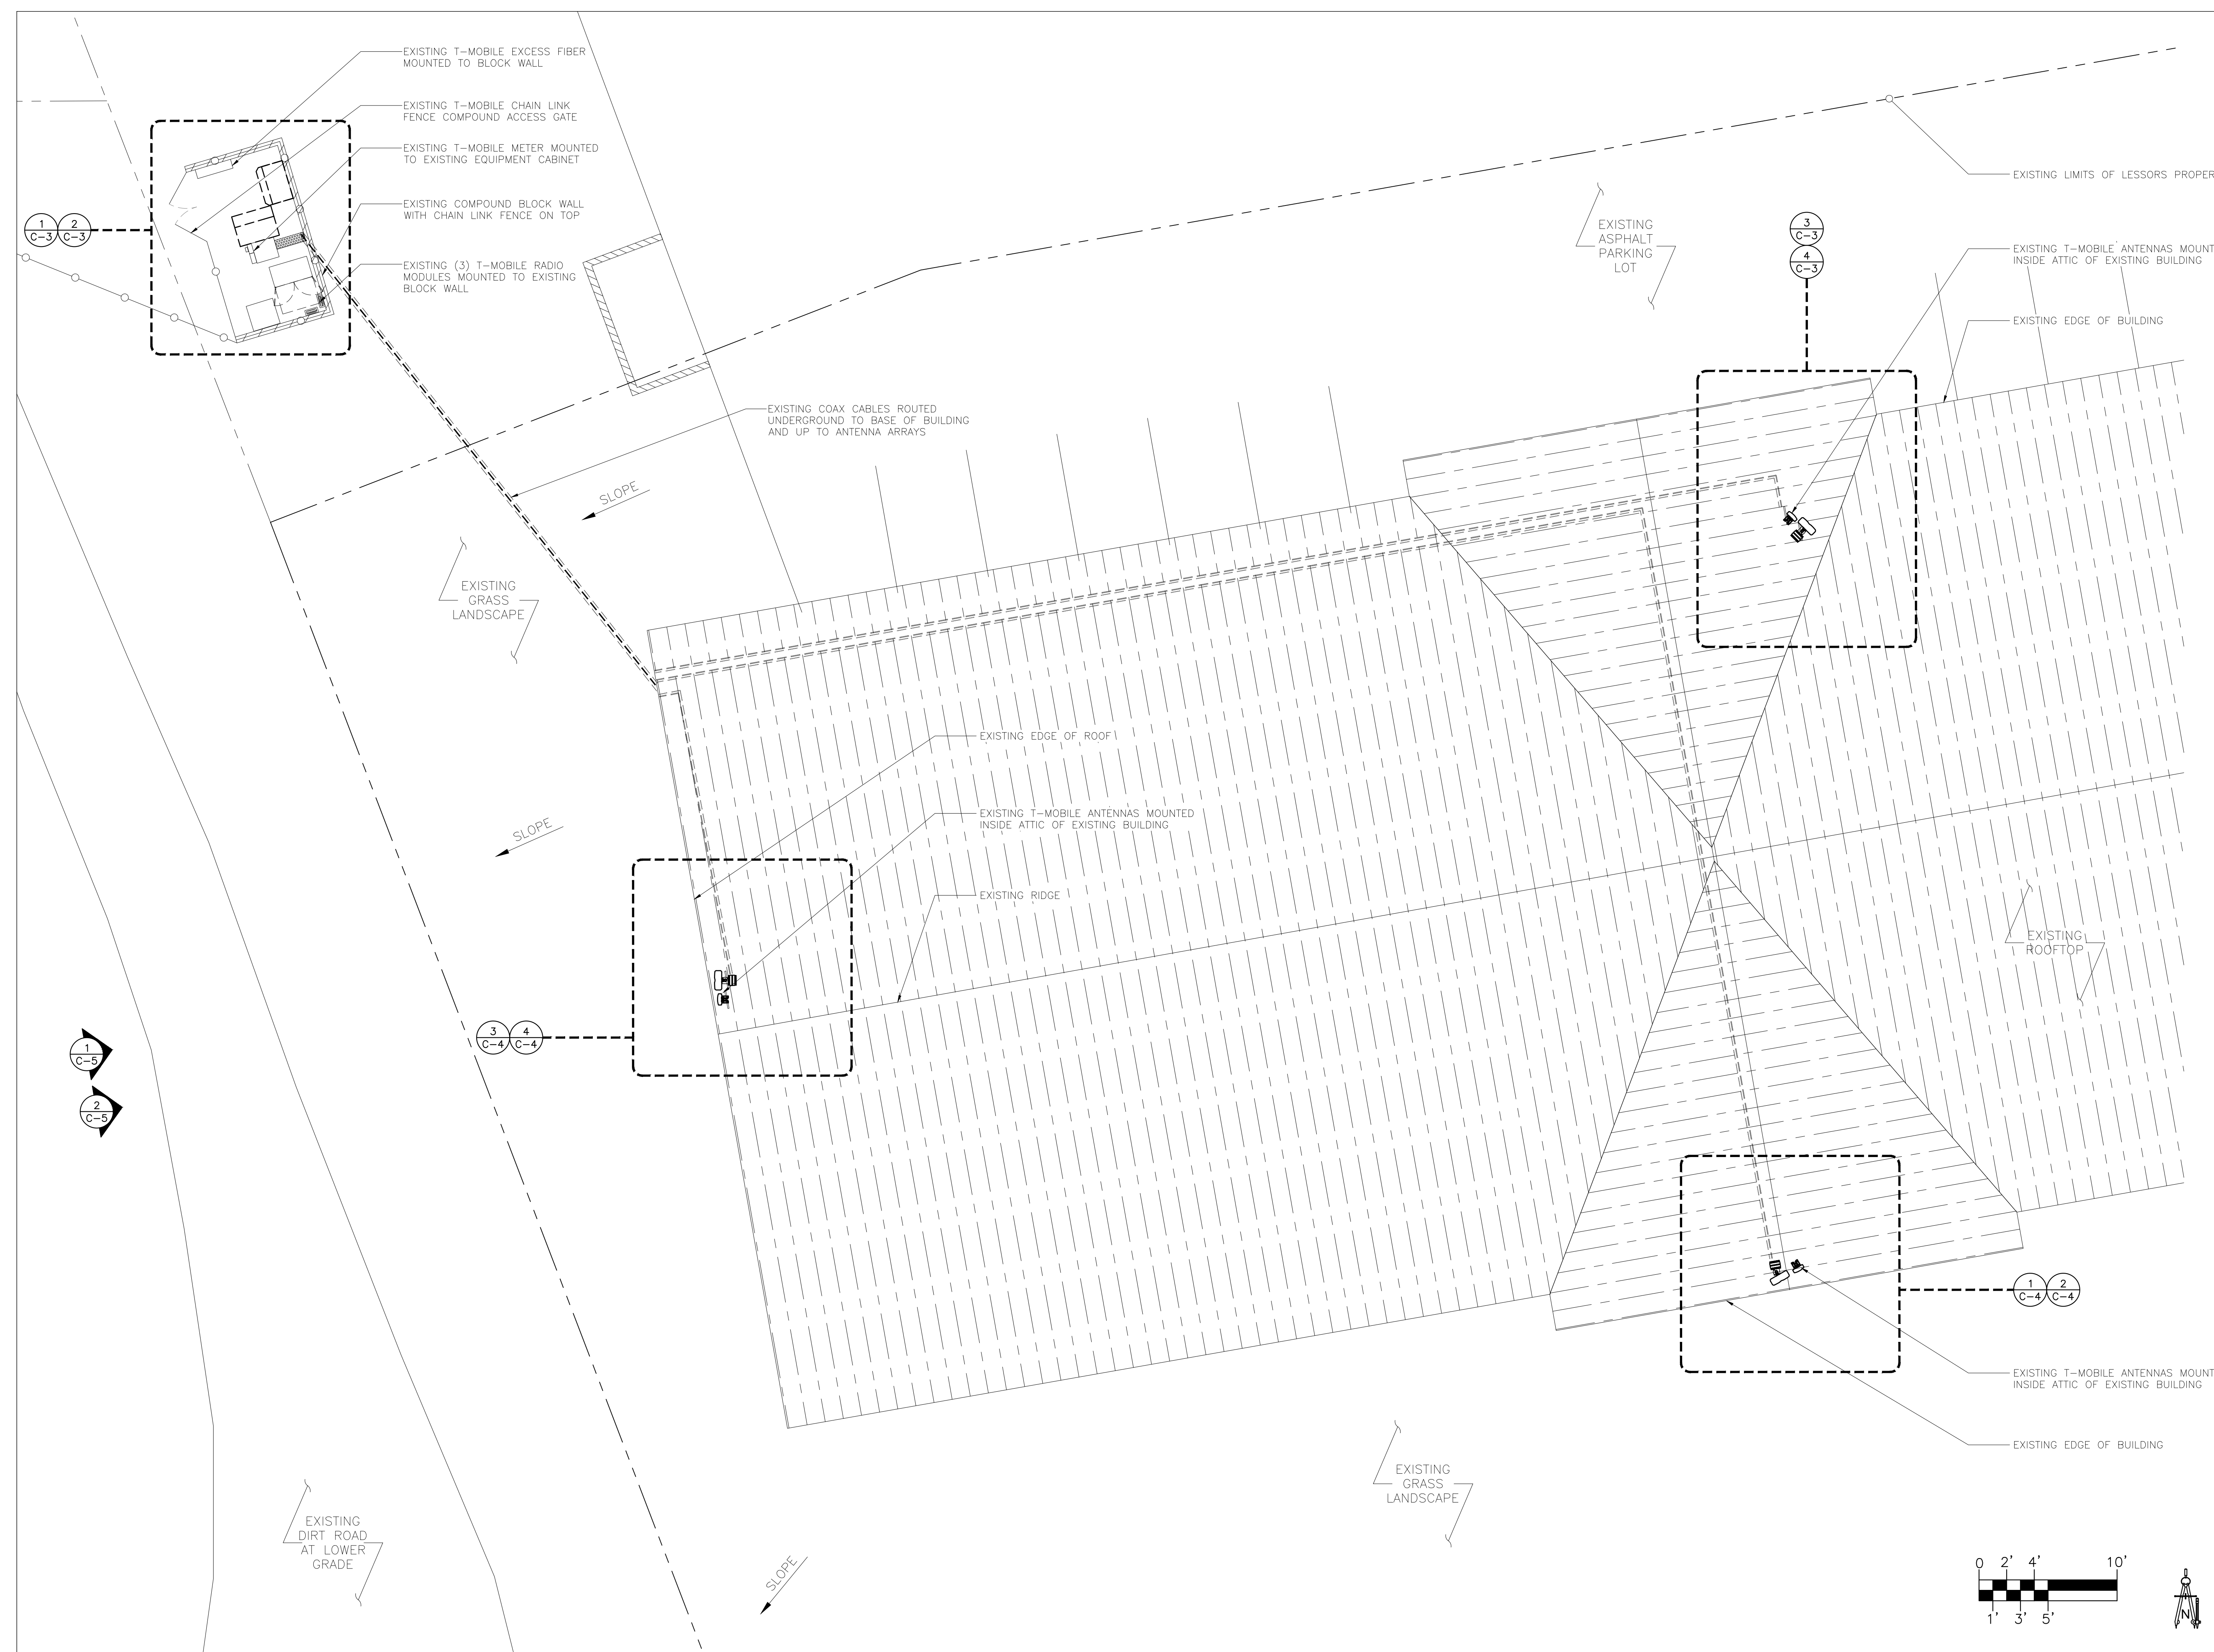 EXISTING T-MOBILE EXCESS FIBER
MOUNTED TO BLOCK WALL
EXISTING T-MOBILE CHAIN LINK
FENCE COMPOUND ACCESS GATE
EXISTING T-MOBILE METER MOUNTED
TO EXISTING EQUIPMENT CABINET
EXISTING COMPOUND BLOCK WALL
WITH CHAIN LINK FENCE ON TOP
EXISTING (3) T-MOBILE RADIO
MODULES MOUNTED TO EXISTING
BLOCK WALL
1
C-3
2
C-3
EXISTING LIMITS OF LESSORS PROPER
EXISTING
ASPHALT
PARKING
LOT
3
C-3
4
C-3
EXISTING T-MOBILE ANTENNAS MOUNT
INSIDE ATTIC OF EXISTING BUILDING
EXISTING EDGE OF BUILDING
EXISTING COAX CABLES ROUTED
UNDERGROUND TO BASE OF BUILDING
AND UP TO ANTENNA ARRAYS
SLOPE
EXISTING
GRASS
LANDSCAPE
EXISTING EDGE OF ROOF
SLOPE
EXISTING T-MOBILE ANTENNAS MOUNTED
INSIDE ATTIC OF EXISTING BUILDING
EXISTING RIDGE
EXISTING
ROOFTOP
3
C-4
4
C-4
1
C-5
2
C-5
1
C-4
2
C-4
EXISTING T-MOBILE ANTENNAS MOUNT
INSIDE ATTIC OF EXISTING BUILDING
EXISTING EDGE OF BUILDING
EXISTING
GRASS
LANDSCAPE
EXISTING
DIRT ROAD
AT LOWER
GRADE
SLOPE
0 2' 4' 10'
1' 3' 5'
N